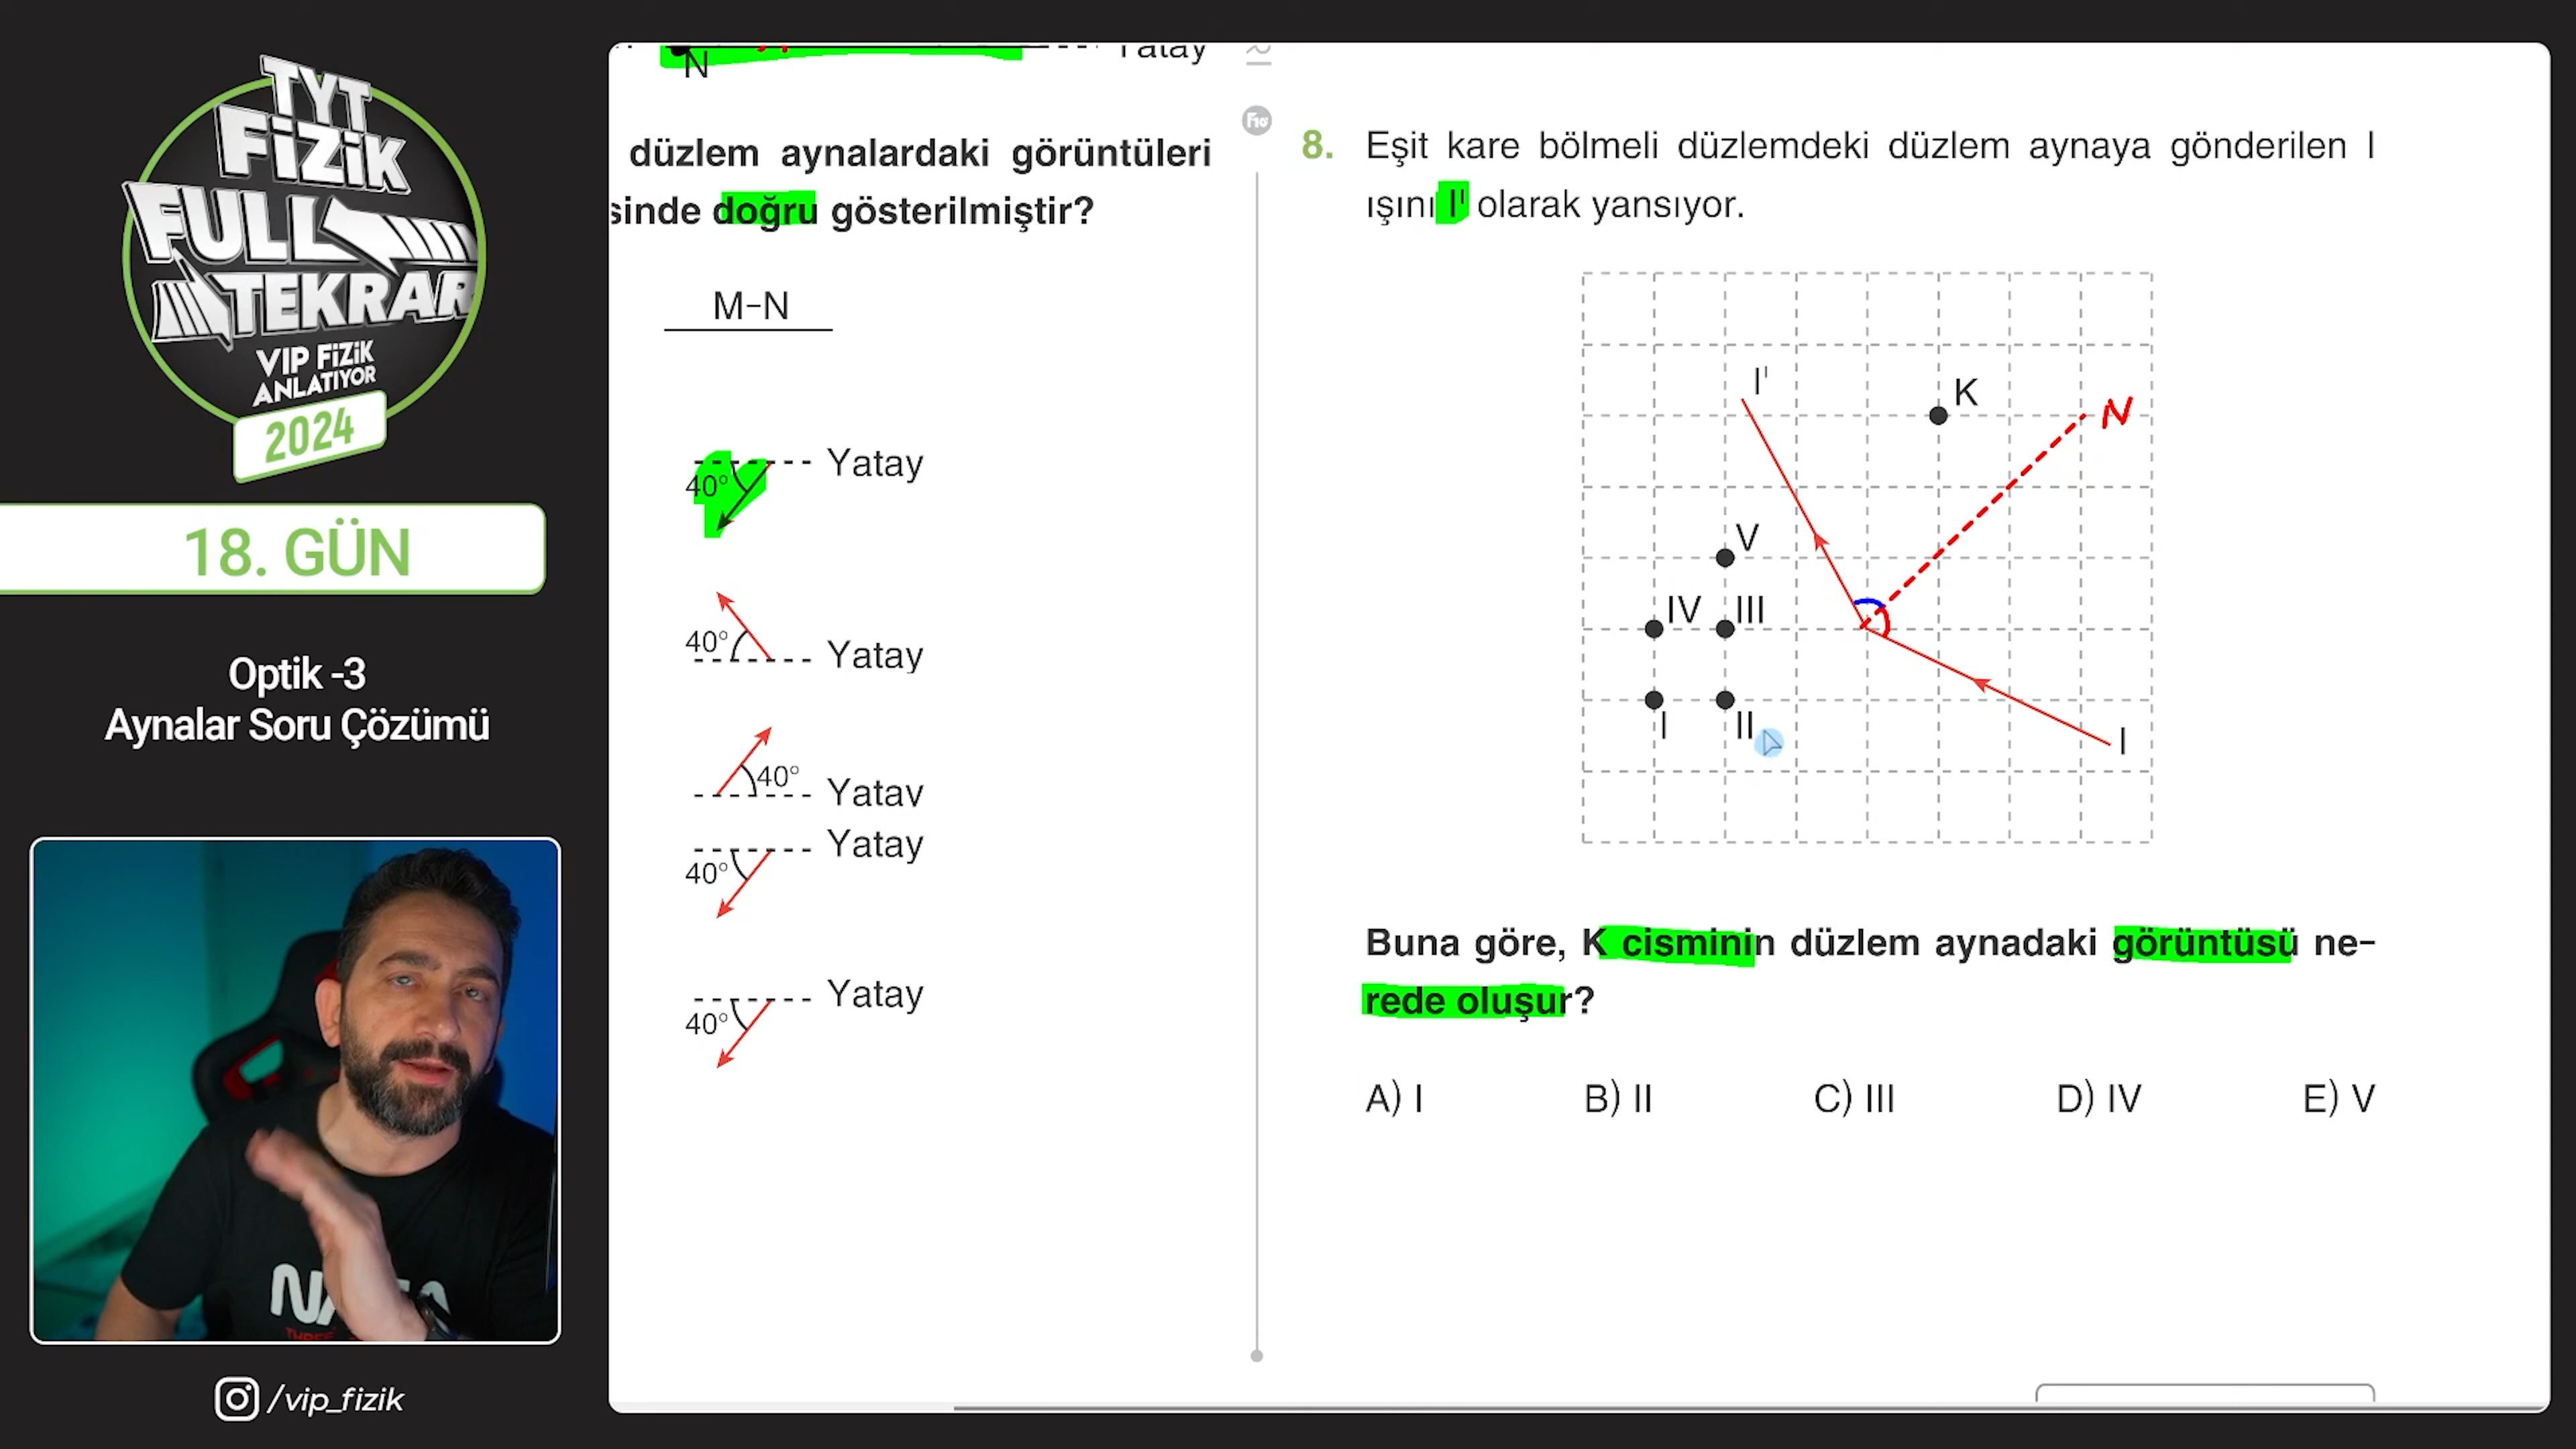 TYT
FİZİK
FULL
TEKRAR
VIP FİZİK
ANLATIYOR
2024
18. GÜN
Optik -3
Aynalar Soru Çözümü
/vip_fizik
N
Yatay
düzlem aynalardaki görüntüleri
sinde doğru gösterilmiştir?
M-N
40° Yatay
40° Yatay
40° Yatay
40° Yatay
40° Yatay
8. Eşit kare bölmeli düzlemdeki düzlem aynaya gönderilen I
ışını I' olarak yansıyor.
I'
K
N
V
IV III
I II
I
Buna göre, K cisminin düzlem aynadaki görüntüsü ne-
rede oluşur?
A) I B) II C) III D) IV E) V